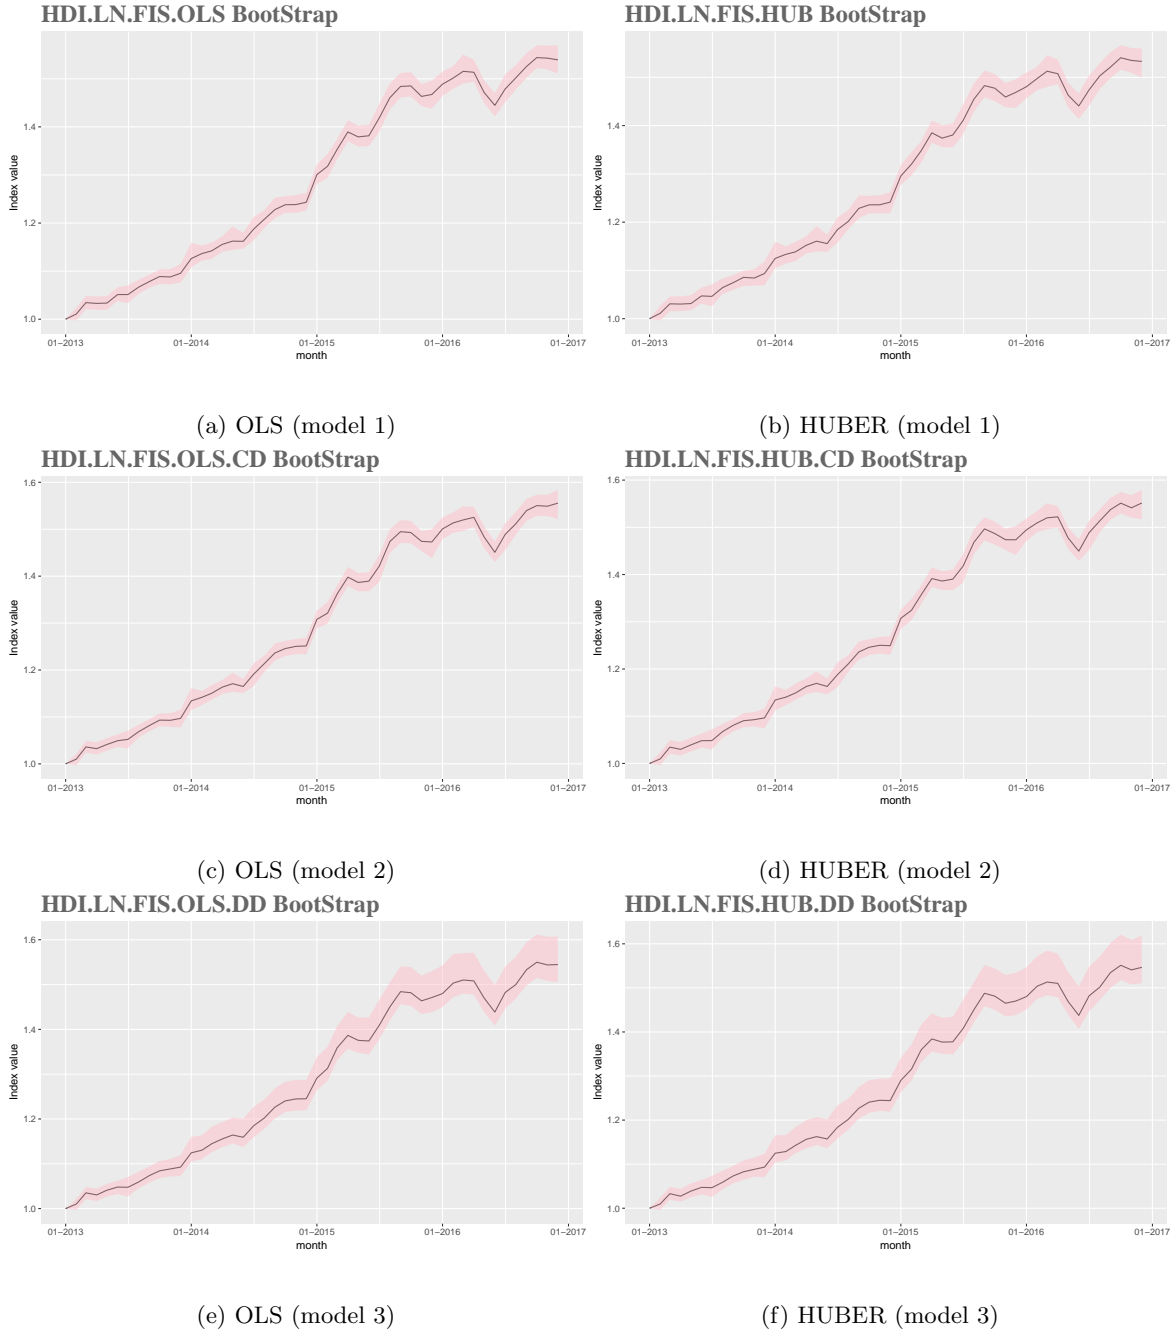 HDI.LN.FIS.OLS BootStrap
1.4
1.2
1.0
Index value
01−2013 01−2014 01−2015 01−2016 01−2017
month
(a) OLS (model 1)
HDI.LN.FIS.HUB BootStrap
1.4
1.2
1.0
Index value
01−2013 01−2014 01−2015 01−2016 01−2017
month
(b) HUBER (model 1)
HDI.LN.FIS.OLS.CD BootStrap
1.6
1.4
1.2
1.0
Index value
01−2013 01−2014 01−2015 01−2016 01−2017
month
(c) OLS (model 2)
HDI.LN.FIS.HUB.CD BootStrap
1.6
1.4
1.2
1.0
Index value
01−2013 01−2014 01−2015 01−2016 01−2017
month
(d) HUBER (model 2)
HDI.LN.FIS.OLS.DD BootStrap
1.6
1.4
1.2
1.0
Index value
01−2013 01−2014 01−2015 01−2016 01−2017
month
(e) OLS (model 3)
HDI.LN.FIS.HUB.DD BootStrap
1.6
1.4
1.2
1.0
Index value
01−2013 01−2014 01−2015 01−2016 01−2017
month
(f) HUBER (model 3)